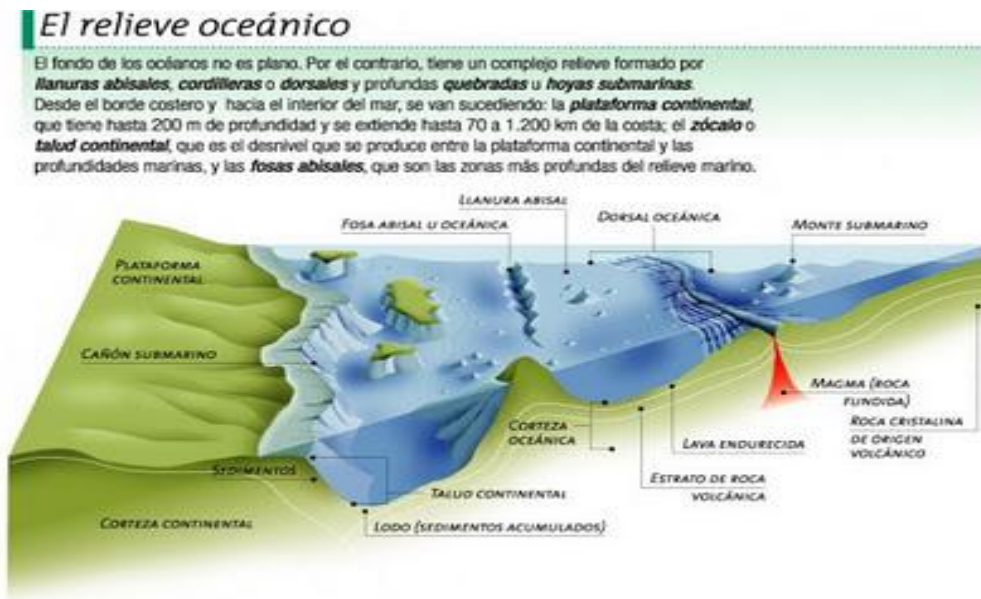 El relieve oceánico
El fondo de los océanos no es plano. Por el contrario, tiene un complejo relieve formado por
llanuras abisales, cordilleras o dorsales y profundas quebradas u hoyas submarinas.
Desde el borde costero y hacia el interior del mar, se van sucediendo: la plataforma continental,
que tiene hasta 200 m de profundidad y se extiende hasta 70 a 1.200 km de la costa; el zócalo o
talud continental, que es el desnivel que se produce entre la plataforma continental y las
profundidades marinas, y las fosas abisales, que son las zonas más profundas del relieve marino.
LLANURA ABISAL
FOSA ABISAL U OCEÁNICA
DORSAL OCEÁNICA
MONTE SUBMARINO
PLATAFORMA
CONTINENTAL
CAÑÓN SUBMARINO
MAGMA (ROCA
FUNDIDA)
ROCA CRISTALINA
DE ORIGEN
VOLCÁNICO
CORTEZA
OCEÁNICA
LAVA ENDURECIDA
SEDIMENTOS
ESTRATO DE ROCA
VOLCÁNICA
TALUD CONTINENTAL
CORTEZA CONTINENTAL
LODO (SEDIMENTOS ACUMULADOS)